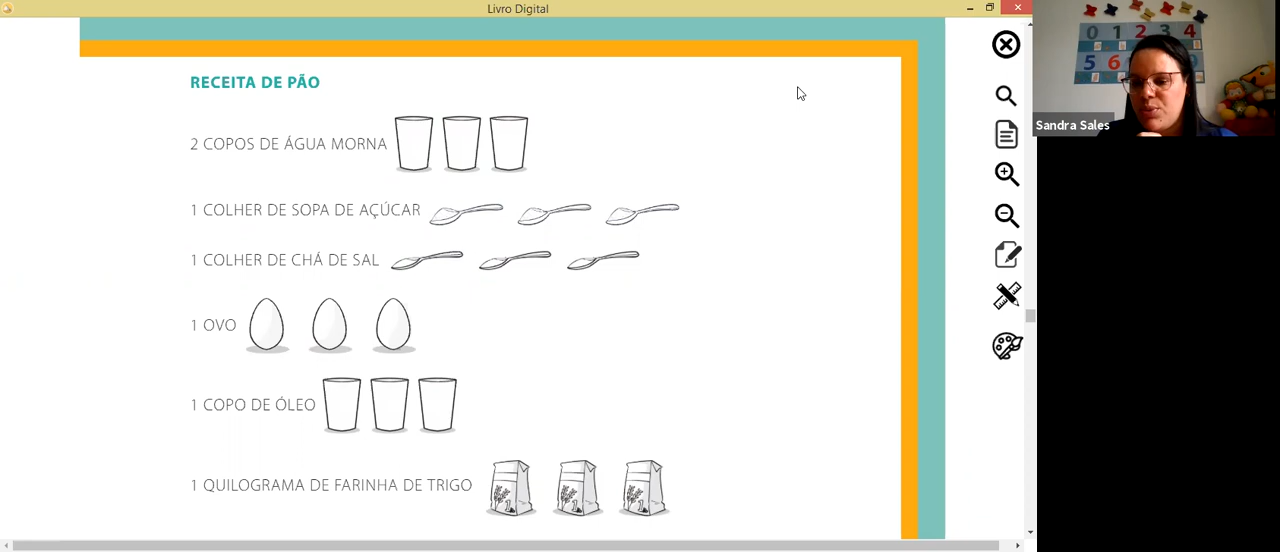 Livro Digital
RECEITA DE PÃO
2 COPOS DE ÁGUA MORNA
1 COLHER DE SOPA DE AÇÚCAR
1 COLHER DE CHÁ DE SAL
1 OVO
1 COPO DE ÓLEO
1 QUILOGRAMA DE FARINHA DE TRIGO
0 1 2 3 4
5 6
Sandra Sales